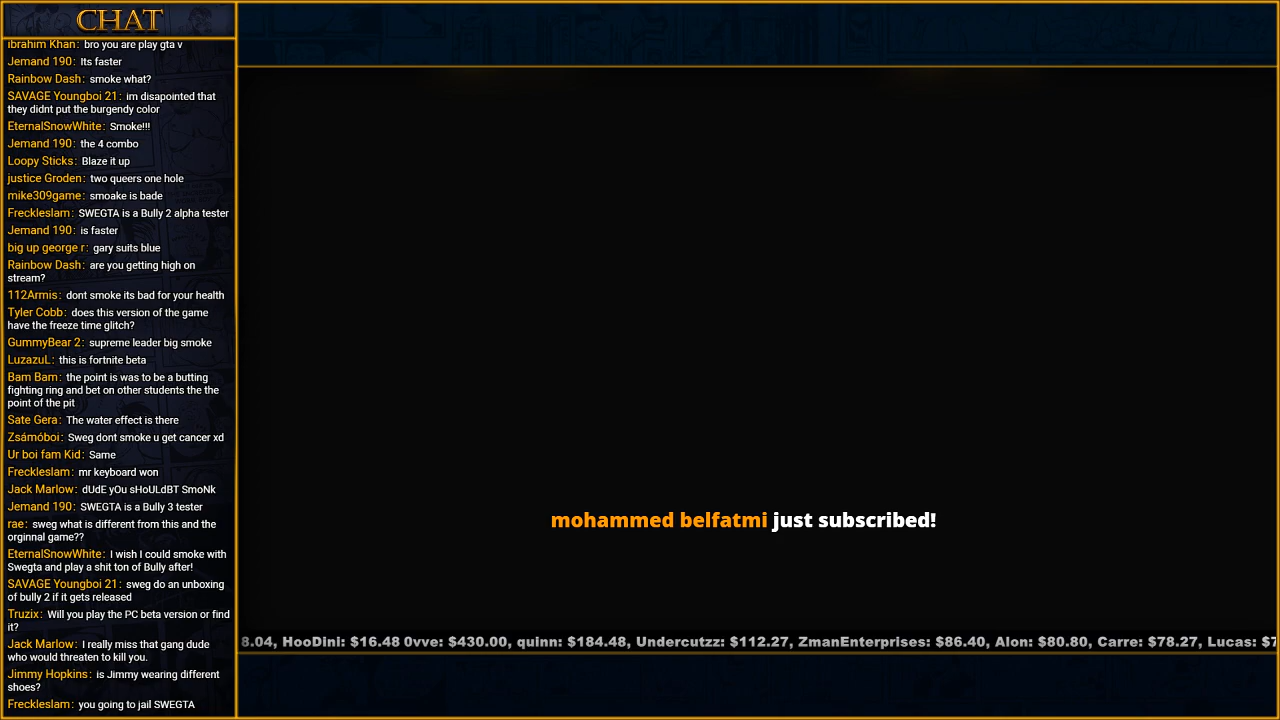 CHAT
ibrahim Khan: bro you are play gta v
Jemand 190: Its faster
Rainbow Dash: smoke what?
SAVAGE Youngboi 21: im disapointed that
they didnt put the burgendy color
EternalSnowWhite: Smoke!!!
Jemand 190: the 4 combo
Loopy Sticks: Blaze it up
justice Groden: two queers one hole
mike309game: smoake is bade
Freckleslam: SWEGTA is a Bully 2 alpha tester
Jemand 190: is faster
big up george r: gary suits blue
Rainbow Dash: are you getting high on
stream?
112Armis: dont smoke its bad for your health
Tyler Cobb: does this version of the game
have the freeze time glitch?
GummyBear 2: supreme leader big smoke
LuzazuL: this is fortnite beta
Bam Bam: the point is was to be a butting
fighting ring and bet on other students the the
point of the pit
Sate Gera: The water effect is there
Zsámóboi: Sweg dont smoke u get cancer xd
Ur boi fam Kid: Same
Freckleslam: mr keyboard won
Jack Marlow: dUdE yOu sHoULdBT SmoNk
Jemand 190: SWEGTA is a Bully 3 tester
rae: sweg what is different from this and the
orginnal game??
EternalSnowWhite: I wish I could smoke with
Swegta and play a shit ton of Bully after!
SAVAGE Youngboi 21: sweg do an unboxing
of bully 2 if it gets released
Truzix: Will you play the PC beta version or find
it?
Jack Marlow: I really miss that gang dude
who would threaten to kill you.
Jimmy Hopkins: is Jimmy wearing different
shoes?
Freckleslam: you going to jail SWEGTA
mohammed belfatmi just subscribed!
8.04, HooDini: $16.48 0vve: $430.00, quinn: $184.48, Undercutzz: $112.27, ZmanEnterprises: $86.40, Alon: $80.80, Carre: $78.27, Lucas: $7